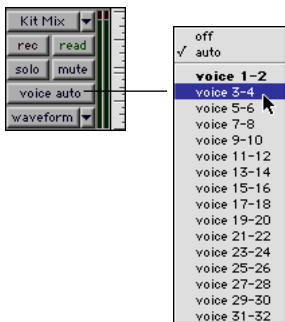 Kit Mix
rec read
solo mute
voice auto
waveform
off
✓ auto
voice 1-2
voice 3-4
voice 5-6
voice 7-8
voice 9-10
voice 11-12
voice 13-14
voice 15-16
voice 17-18
voice 19-20
voice 21-22
voice 23-24
voice 25-26
voice 27-28
voice 29-30
voice 31-32